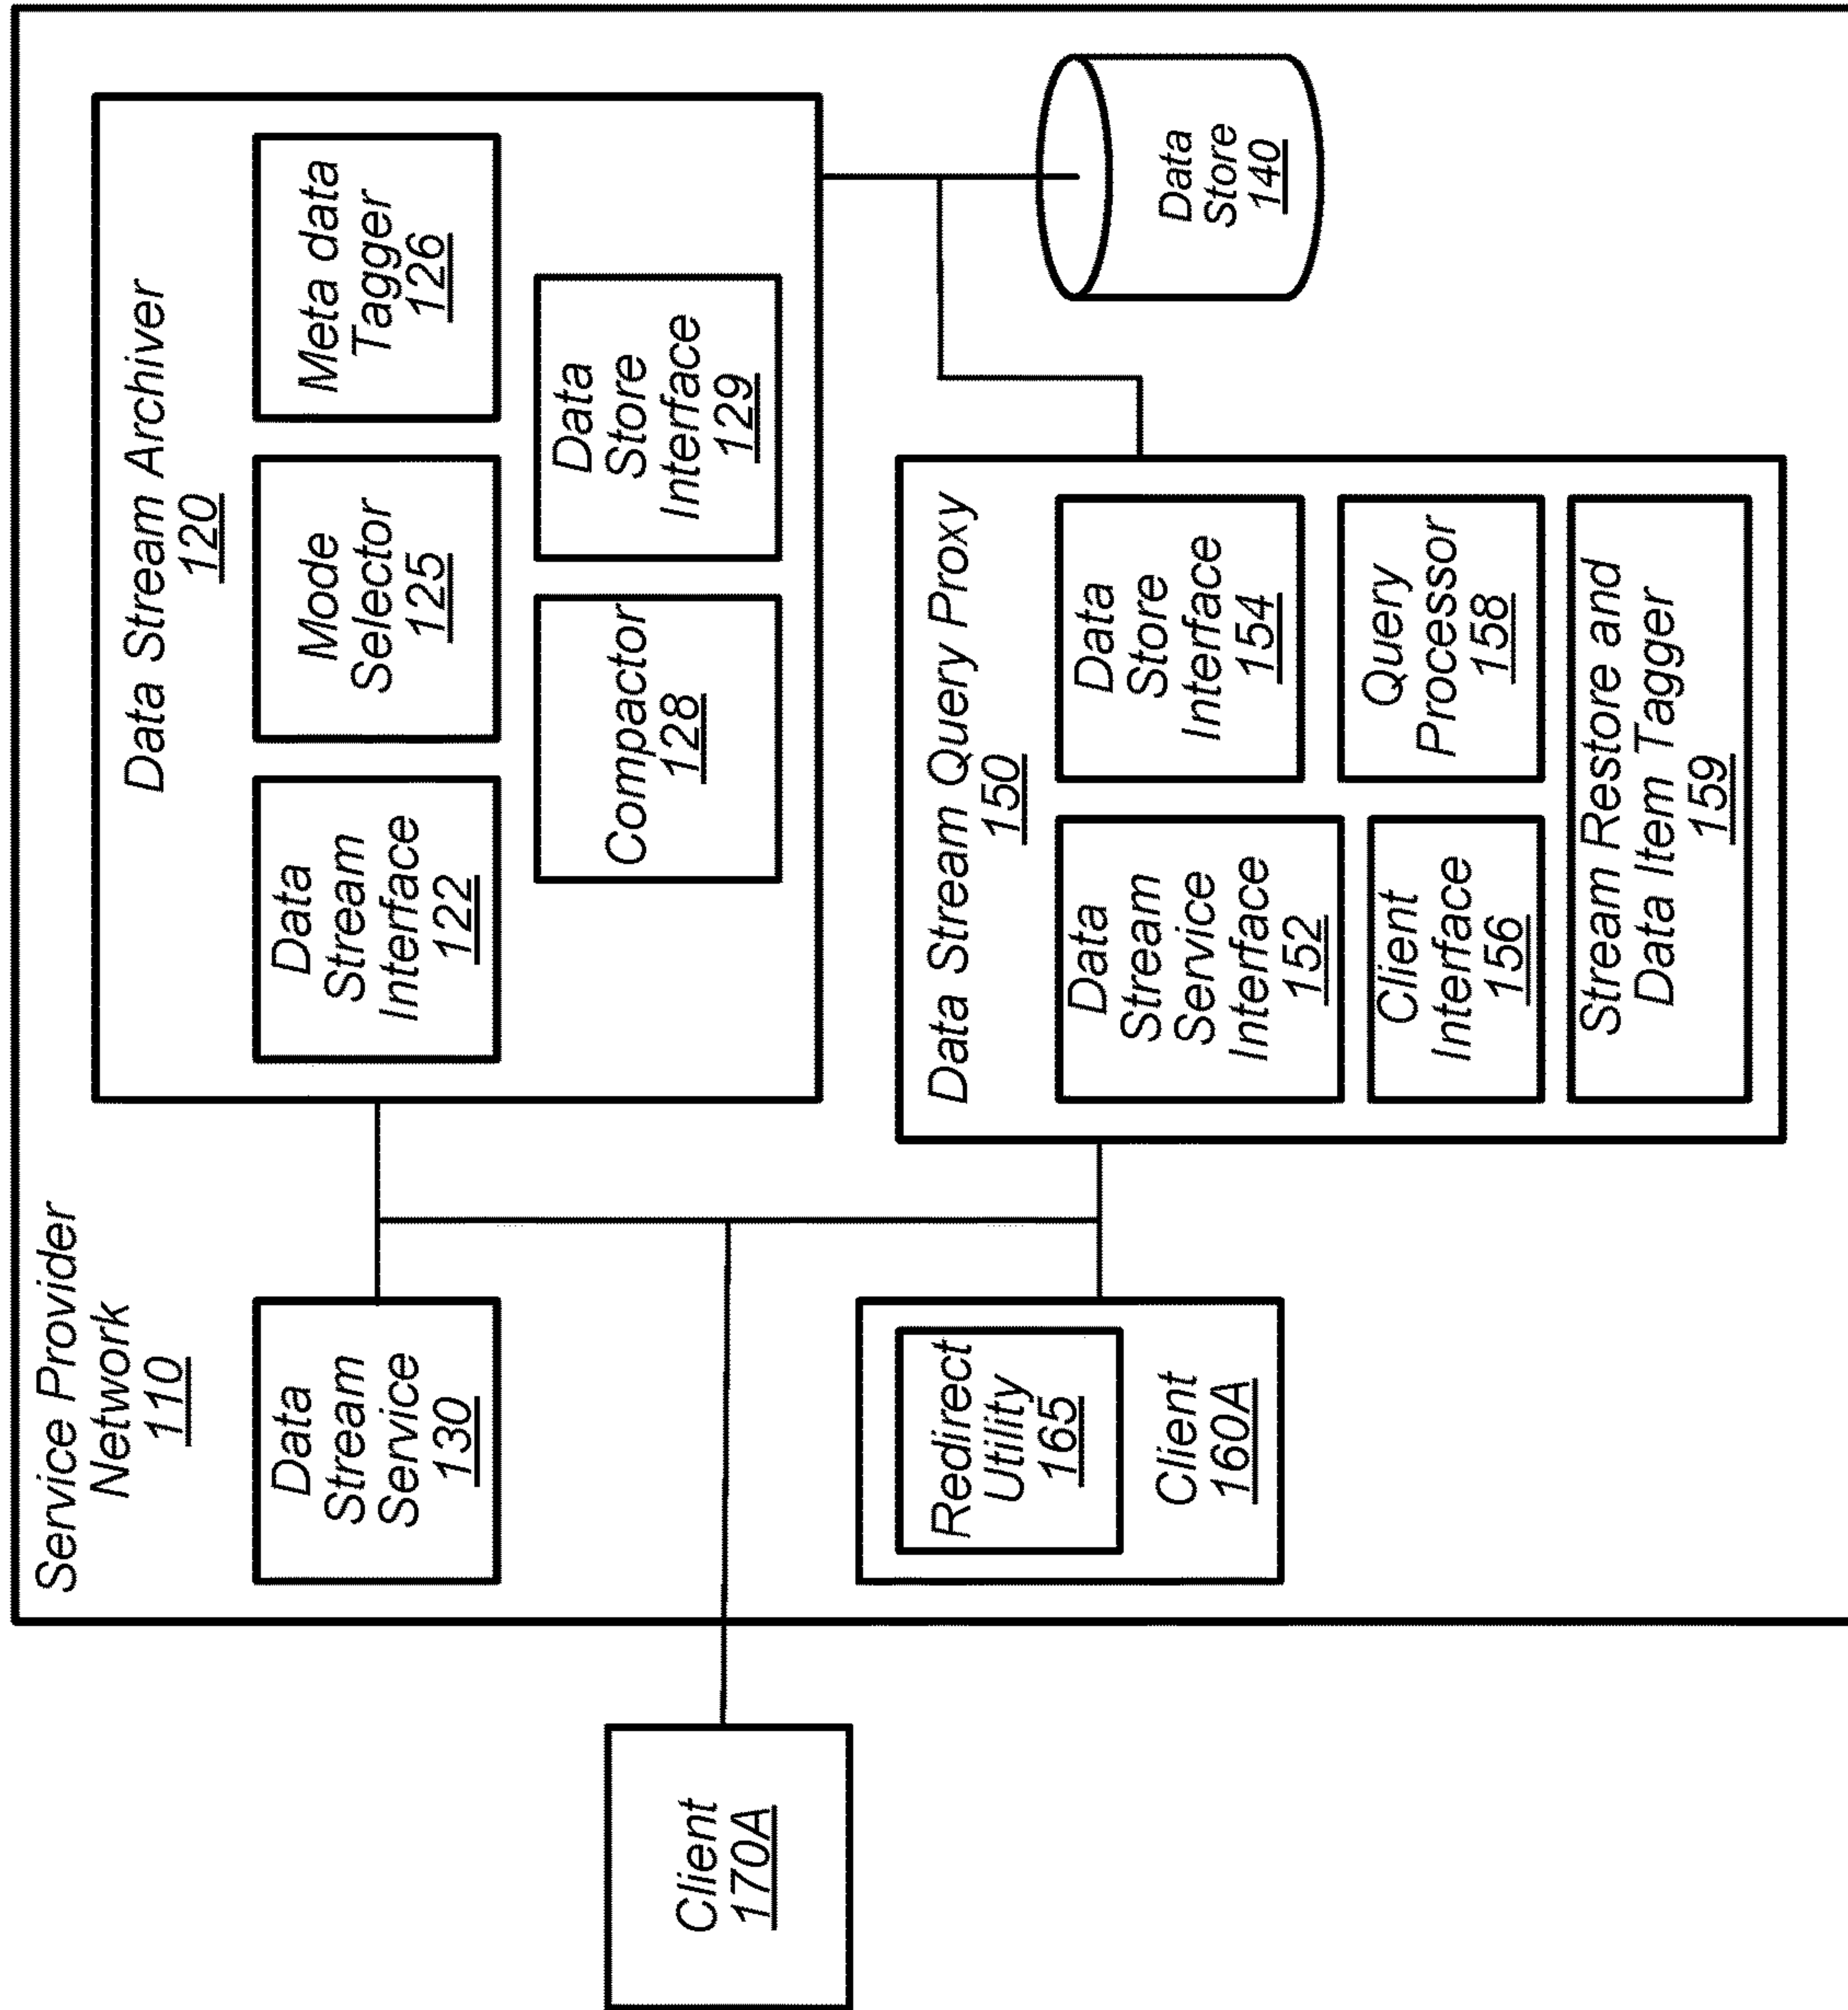 Service Provider
Network
110
Data
Stream
Service
130
Data Stream Archiver
120
Data
Stream
Interface
122
Mode
Selector
125
Meta data
Tagger
126
Compactor
128
Data
Store
Interface
129
Client
170A
Redirect
Utility
165
Client
160A
Data Stream Query Proxy
150
Data
Stream
Service
Interface
152
Data
Store
Interface
154
Client
Interface
156
Query
Processor
158
Stream Restore and
Data Item Tagger
159
Data
Store
140